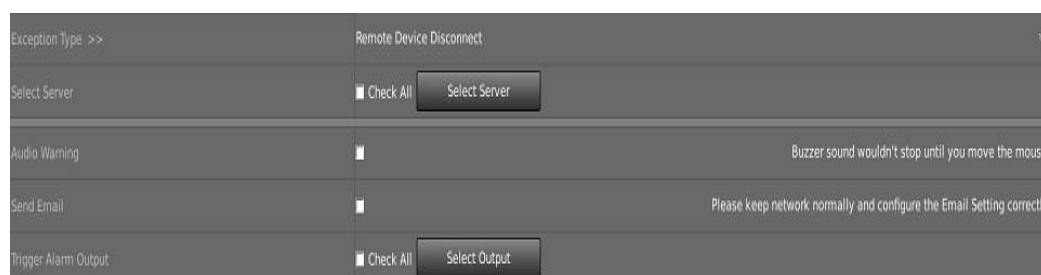 Exception Type >> Remote Device Disconnect
Select Server Check All Select Server
Audio Warning Buzzer sound wouldn't stop until you move the mous
Send Email Please keep network normally and configure the Email Setting correctl
Trigger Alarm Output Check All Select Output